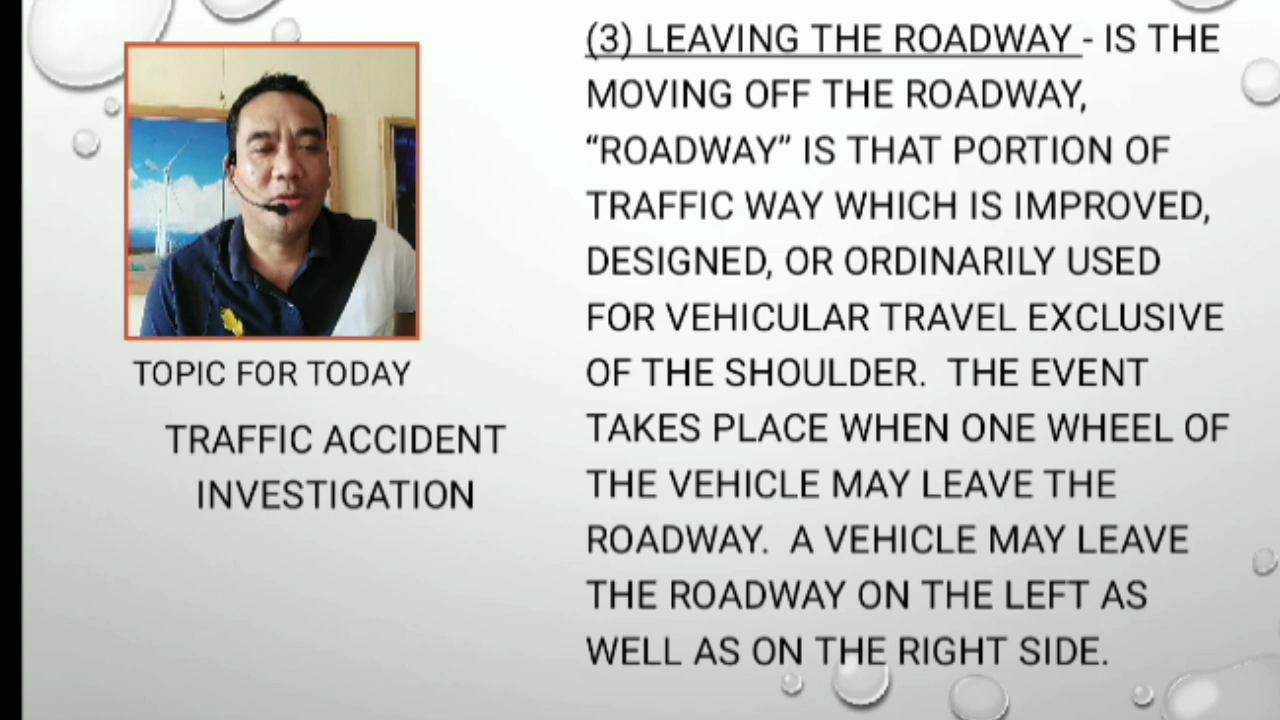 TOPIC FOR TODAY
TRAFFIC ACCIDENT
INVESTIGATION
(3) LEAVING THE ROADWAY - IS THE
MOVING OFF THE ROADWAY,
“ROADWAY” IS THAT PORTION OF
TRAFFIC WAY WHICH IS IMPROVED,
DESIGNED, OR ORDINARILY USED
FOR VEHICULAR TRAVEL EXCLUSIVE
OF THE SHOULDER. THE EVENT
TAKES PLACE WHEN ONE WHEEL OF
THE VEHICLE MAY LEAVE THE
ROADWAY. A VEHICLE MAY LEAVE
THE ROADWAY ON THE LEFT AS
WELL AS ON THE RIGHT SIDE.